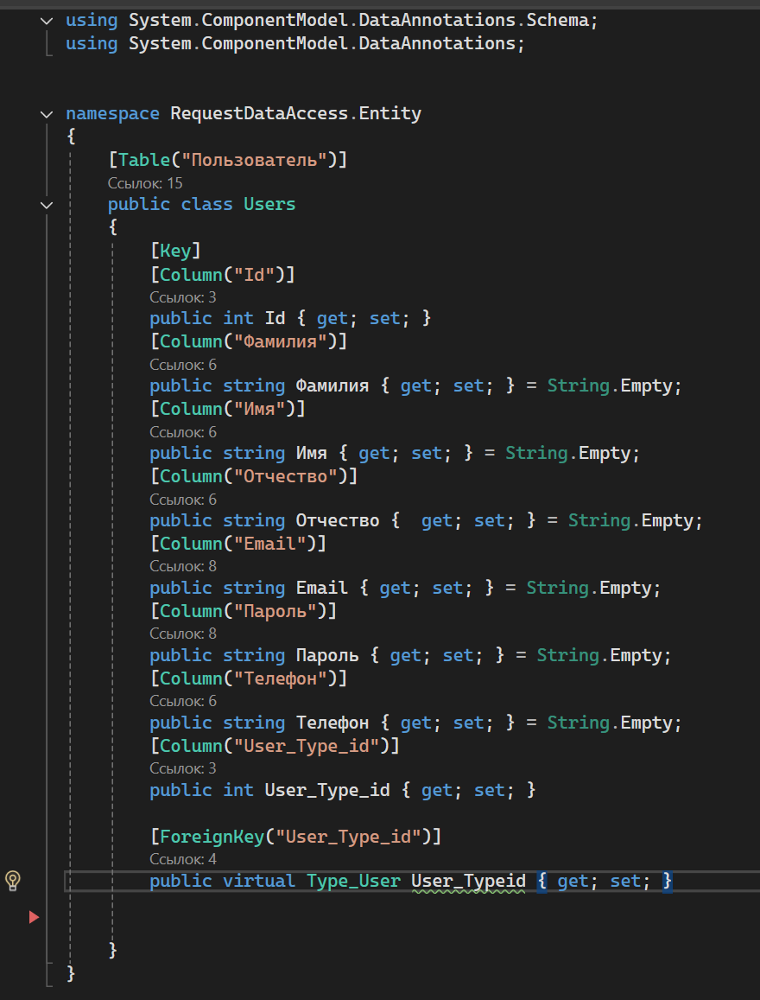 using System.ComponentModel.DataAnnotations.Schema;
using System.ComponentModel.DataAnnotations;
namespace RequestDataAccess.Entity
{
[Table("Пользователь")]
Ссылок: 15
public class Users
{
[Key]
[Column("Id")]
Ссылок: 3
public int Id { get; set; }
[Column("Фамилия")]
Ссылок: 6
public string Фамилия { get; set; } = String.Empty;
[Column("Имя")]
Ссылок: 6
public string Имя { get; set; } = String.Empty;
[Column("Отчество")]
Ссылок: 6
public string Отчество {  get; set; } = String.Empty;
[Column("Email")]
Ссылок: 8
public string Email { get; set; } = String.Empty;
[Column("Пароль")]
Ссылок: 8
public string Пароль { get; set; } = String.Empty;
[Column("Телефон")]
Ссылок: 6
public string Телефон { get; set; } = String.Empty;
[Column("User_Type_id")]
Ссылок: 3
public int User_Type_id { get; set; }
[ForeignKey("User_Type_id")]
Ссылок: 4
public virtual Type_User User_Typeid { get; set; }
}
}